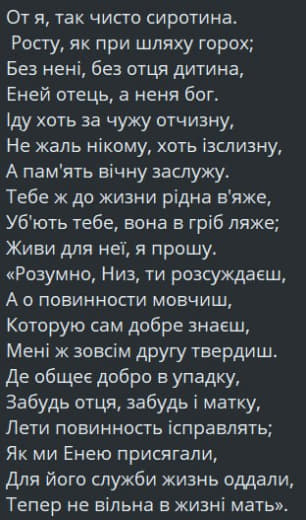 От я, так чисто сиротина.
Росту, як при шляху горох;
Без нені, без отця дитина,
Еней отець, а неня бог.
Іду хоть за чужу отчизну,
Не жаль нікому, хоть ізслизну,
А пам'ять вічну заслужу.
Тебе ж до жизни рідна в'яже,
Уб'ють тебе, вона в гріб ляже;
Живи для неї, я прошу.
«Розумно, Низ, ти розсуждаєш,
А о повинности мовчиш,
Которую сам добре знаєш,
Мені ж зовсім другу твердиш.
Де общеє добро в упадку,
Забудь отця, забудь і матку,
Лети повинность ісправлять;
Як ми Енею присягали,
Для його служби жизнь оддали,
Тепер не вільна в жизні мать».